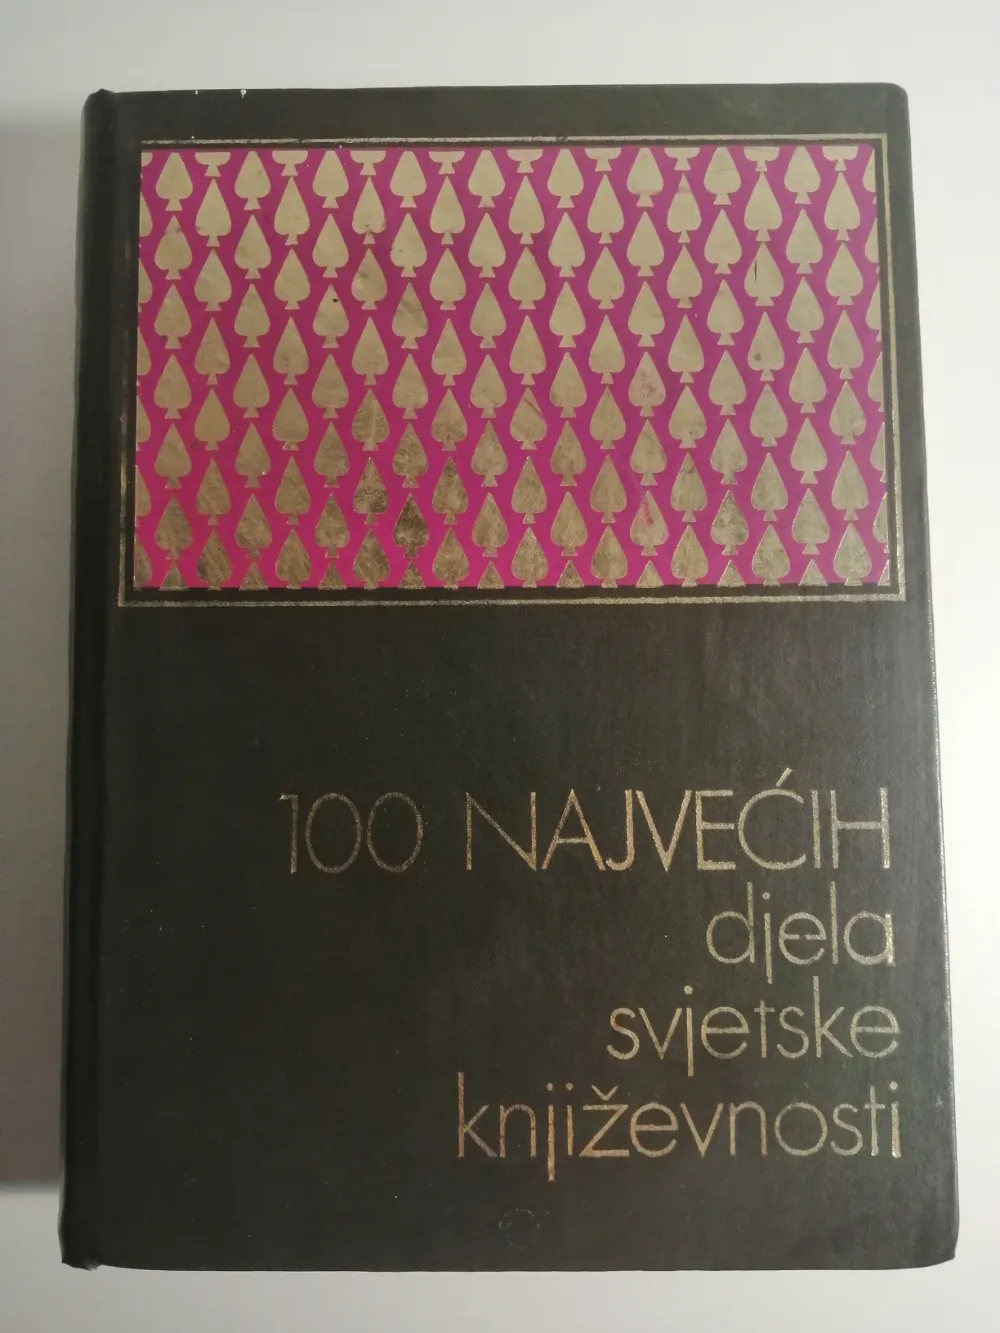 100 NAJVEĆIH
djela
svjetske
književnosti